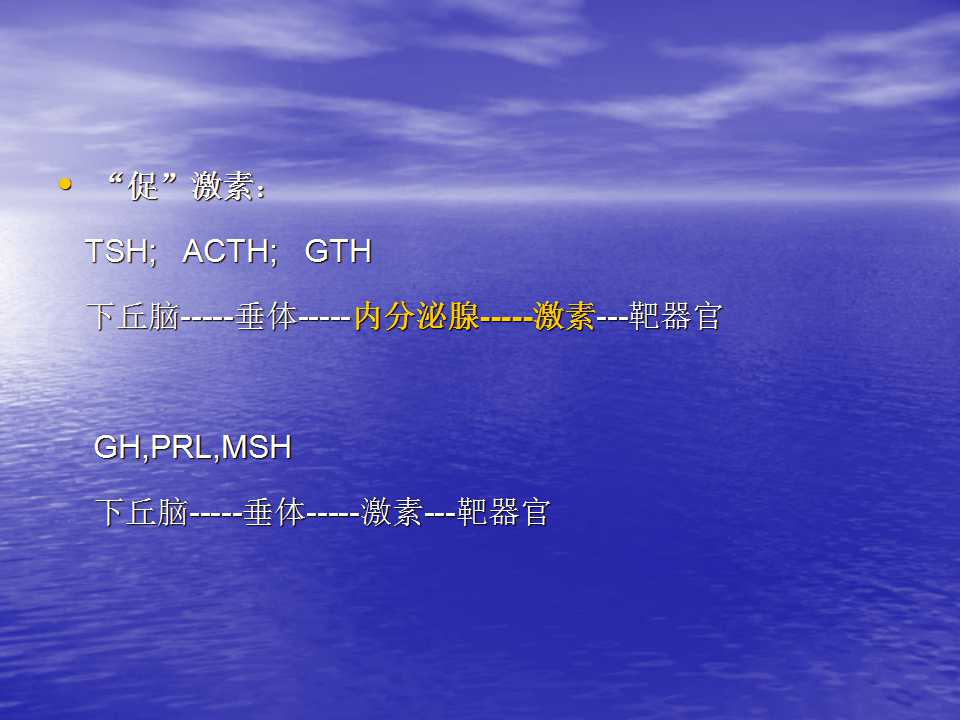 • “促”激素：
TSH; ACTH; GTH
下丘脑-----垂体-----内分泌腺-----激素---靶器官
GH,PRL,MSH
下丘脑-----垂体-----激素---靶器官